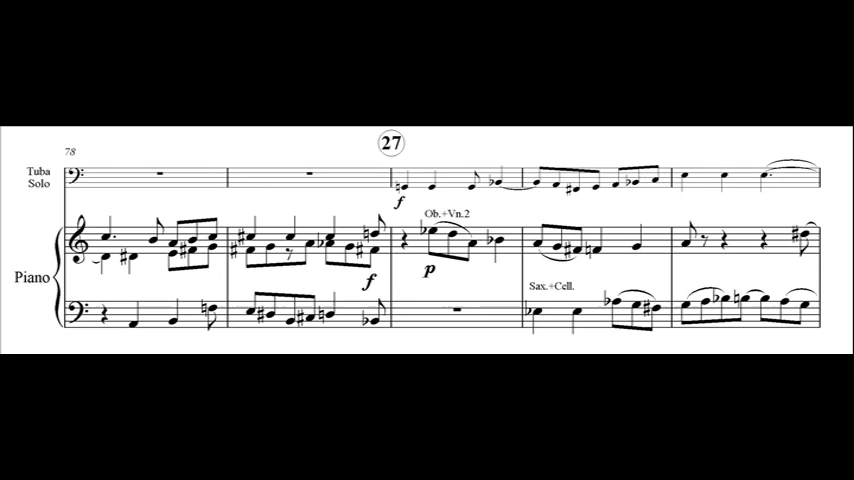 78
27
Tuba
Solo
f
Ob.+Vn.2
Piano
f
p
Sax.+Cell.